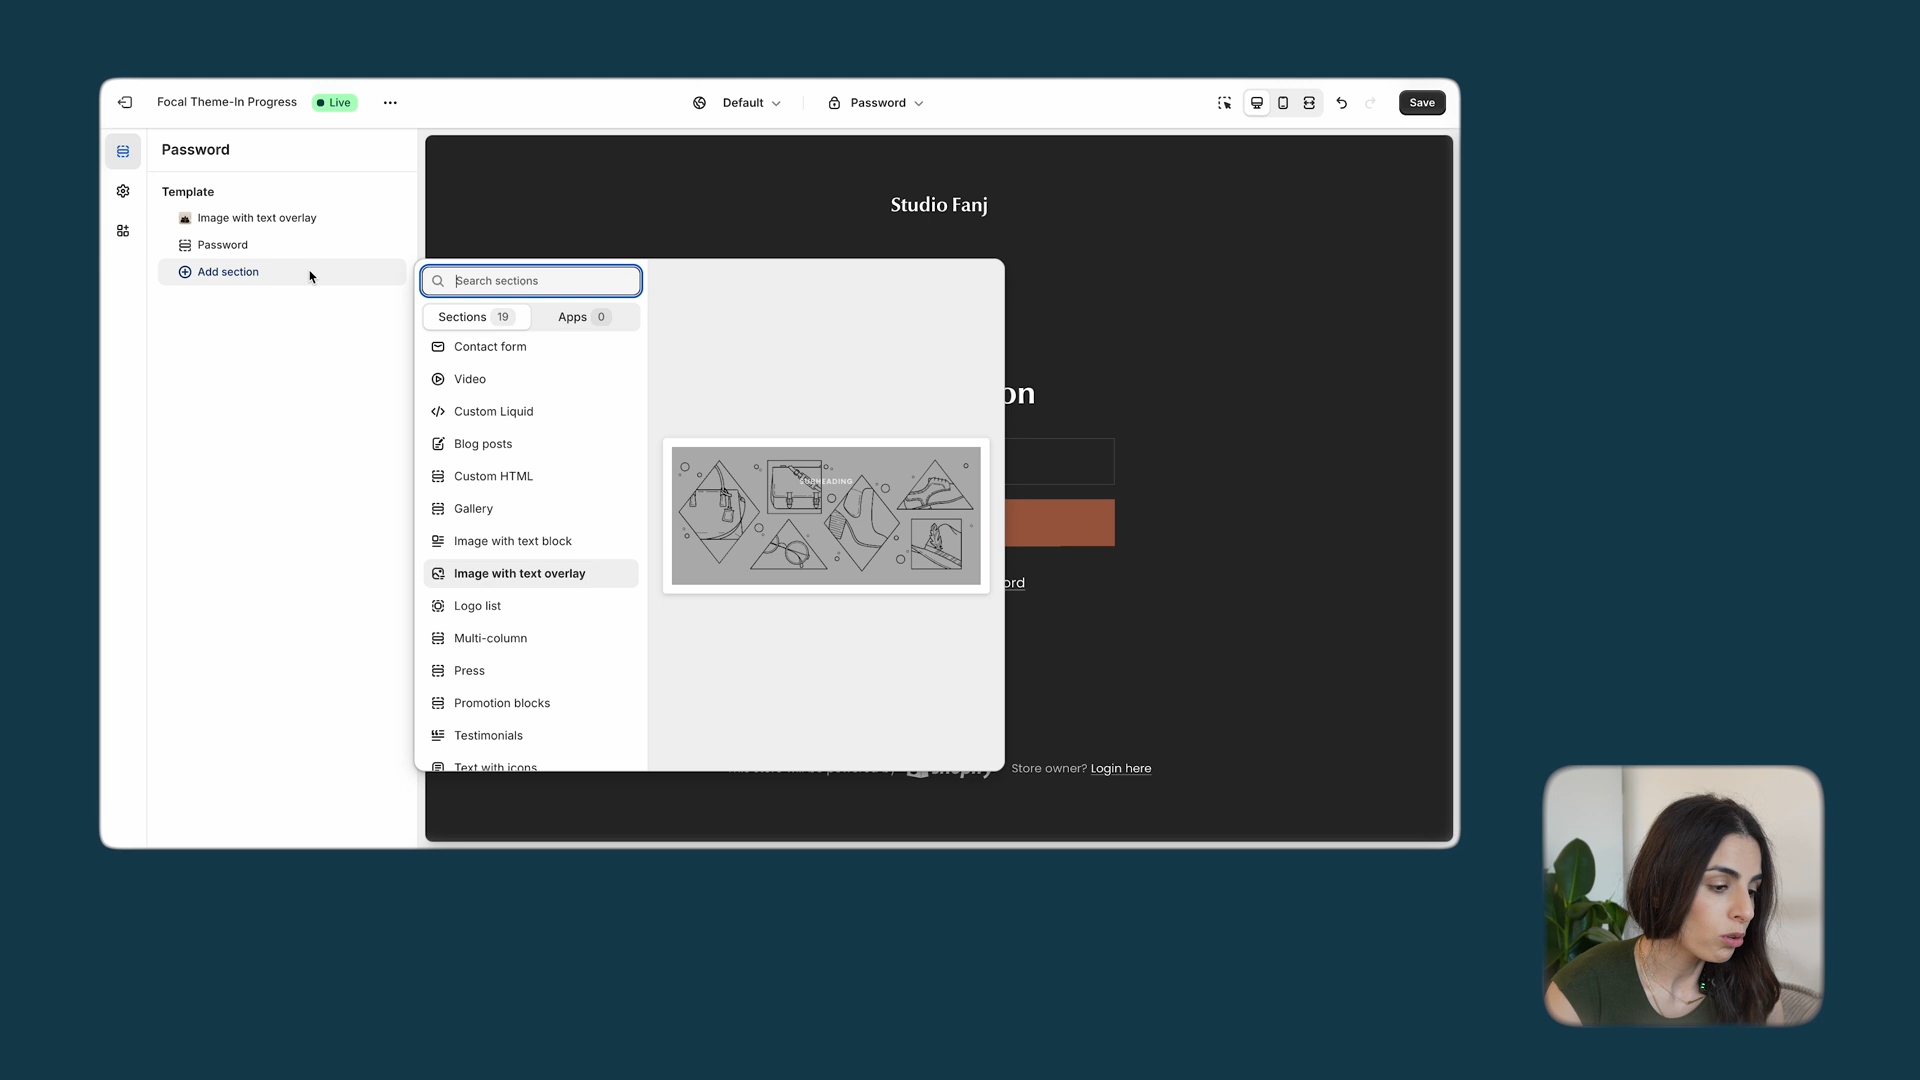 Focal Theme-In Progress
Live
Default
Password
Save
Password
Template
Image with text overlay
Password
Add section
Studio Fanj
Search sections
Sections 19
Apps 0
Contact form
Video
Custom Liquid
Blog posts
Custom HTML
Gallery
Image with text block
Image with text overlay
Logo list
Multi-column
Press
Promotion blocks
Testimonials
Text with icons
SUBHEADING
on
ord
shopify
Store owner? Login here